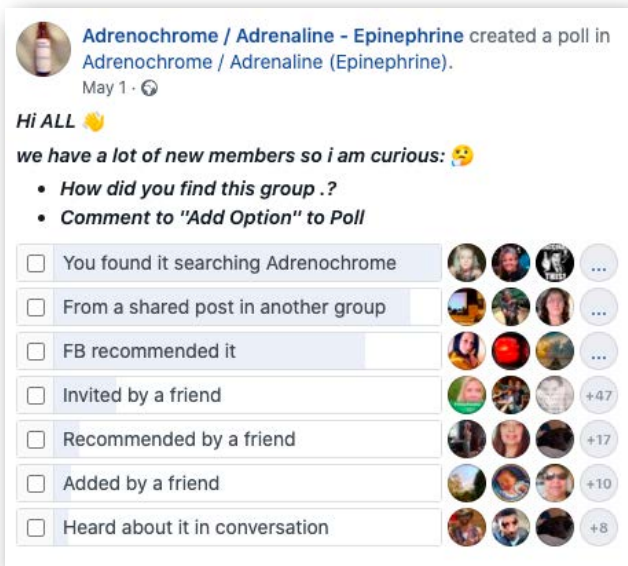 Adrenochrome / Adrenaline - Epinephrine created a poll in
Adrenochrome / Adrenaline (Epinephrine).
May 1 ·
Hi ALL 👋
we have a lot of new members so i am curious: 🤔
• How did you find this group .?
• Comment to "Add Option" to Poll
You found it searching Adrenochrome
...
From a shared post in another group
...
FB recommended it
...
Invited by a friend
+47
Recommended by a friend
+17
Added by a friend
+10
Heard about it in conversation
+8